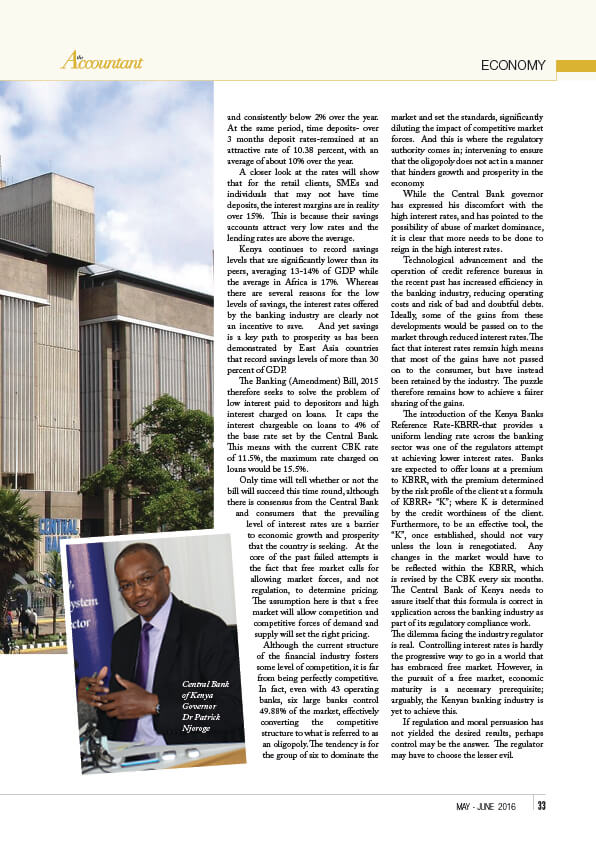 the
Accountant
ECONOMY
and consistently below 2% over the year.
At the same period, time deposits- over
3 months deposit rates-remained at an
attractive rate of 10.38 percent, with an
average of about 10% over the year.
A closer look at the rates will show
that for the retail clients, SMEs and
individuals that may not have time
deposits, the interest margins are in reality
over 15%. This is because their savings
accounts attract very low rates and the
lending rates are above the average.
Kenya continues to record savings
levels that are significantly lower than its
peers, averaging 13-14% of GDP while
the average in Africa is 17%. Whereas
there are several reasons for the low
levels of savings, the interest rates offered
by the banking industry are clearly not
an incentive to save. And yet savings
is a key path to prosperity as has been
demonstrated by East Asia countries
that record savings levels of more than 30
percent of GDP.
The Banking (Amendment) Bill, 2015
therefore seeks to solve the problem of
low interest paid to depositors and high
interest charged on loans. It caps the
interest chargeable on loans to 4% of
the base rate set by the Central Bank.
This means with the current CBK rate
of 11.5%, the maximum rate charged on
loans would be 15.5%.
Only time will tell whether or not the
bill will succeed this time round, although
there is consensus from the Central Bank
and consumers that the prevailing
level of interest rates are a barrier
to economic growth and prosperity
that the country is seeking. At the
core of the past failed attempts is
the fact that free market calls for
allowing market forces, and not
regulation, to determine pricing.
The assumption here is that a free
market will allow competition and
competitive forces of demand and
supply will set the right pricing.
Although the current structure
of the financial industry fosters
some level of competition, it is far
from being perfectly competitive.
In fact, even with 43 operating
banks, six large banks control
49.88% of the market, effectively
converting the competitive
structure to what is referred to as
an oligopoly. The tendency is for
the group of six to dominate the
market and set the standards, significantly
diluting the impact of competitive market
forces. And this is where the regulatory
authority comes in; intervening to ensure
that the oligopoly does not act in a manner
that hinders growth and prosperity in the
economy.
While the Central Bank governor
has expressed his discomfort with the
high interest rates, and has pointed to the
possibility of abuse of market dominance,
it is clear that more needs to be done to
reign in the high interest rates.
Technological advancement and the
operation of credit reference bureaus in
the recent past has increased efficiency in
the banking industry, reducing operating
costs and risk of bad and doubtful debts.
Ideally, some of the gains from these
developments would be passed on to the
market through reduced interest rates. The
fact that interest rates remain high means
that most of the gains have not passed
on to the consumer, but have instead
been retained by the industry. The puzzle
therefore remains how to achieve a fairer
sharing of the gains.
The introduction of the Kenya Banks
Reference Rate-KBRR-that provides a
uniform lending rate across the banking
sector was one of the regulators attempt
at achieving lower interest rates. Banks
are expected to offer loans at a premium
to KBRR, with the premium determined
by the risk profile of the client at a formula
of KBRR+ “K”; where K is determined
by the credit worthiness of the client.
Furthermore, to be an effective tool, the
“K”, once established, should not vary
unless the loan is renegotiated. Any
changes in the market would have to
be reflected within the KBRR, which
is revised by the CBK every six months.
The Central Bank of Kenya needs to
assure itself that this formula is correct in
application across the banking industry as
part of its regulatory compliance work.
The dilemma facing the industry regulator
is real. Controlling interest rates is hardly
the progressive way to go in a world that
has embraced free market. However, in
the pursuit of a free market, economic
maturity is a necessary prerequisite;
arguably, the Kenyan banking industry is
yet to achieve this.
If regulation and moral persuasion has
not yielded the desired results, perhaps
control may be the answer. The regulator
may have to choose the lesser evil.
CENTRAL
ystem
ctor
Central Bank
of Kenya
Governor
Dr Patrick
Njoroge
MAY - JUNE 2016 33